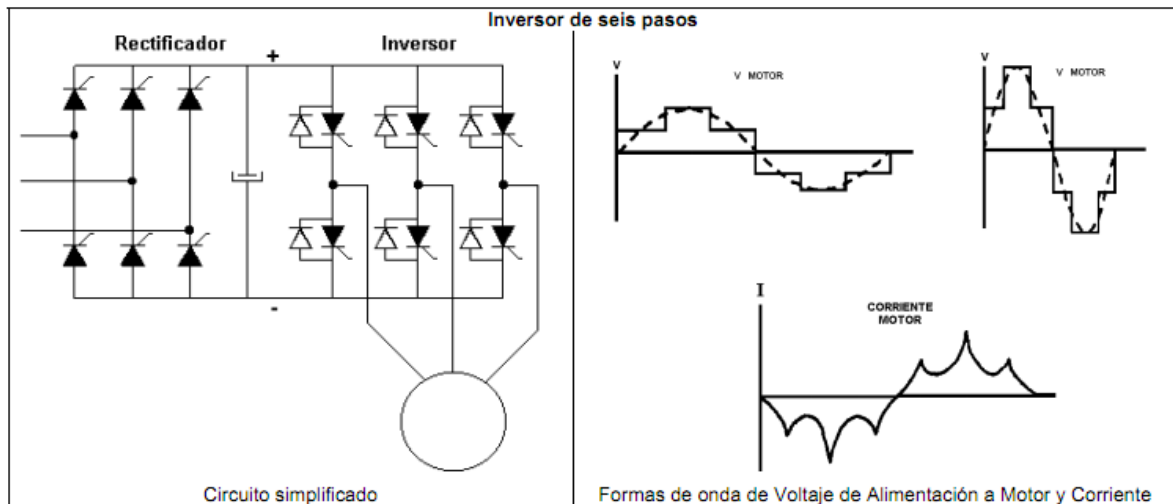 Inversor de seis pasos
Rectificador
Inversor
+
-
Circuito simplificado
V
V MOTOR
V
V MOTOR
I
CORRIENTE
MOTOR
Formas de onda de Voltaje de Alimentación a Motor y Corriente